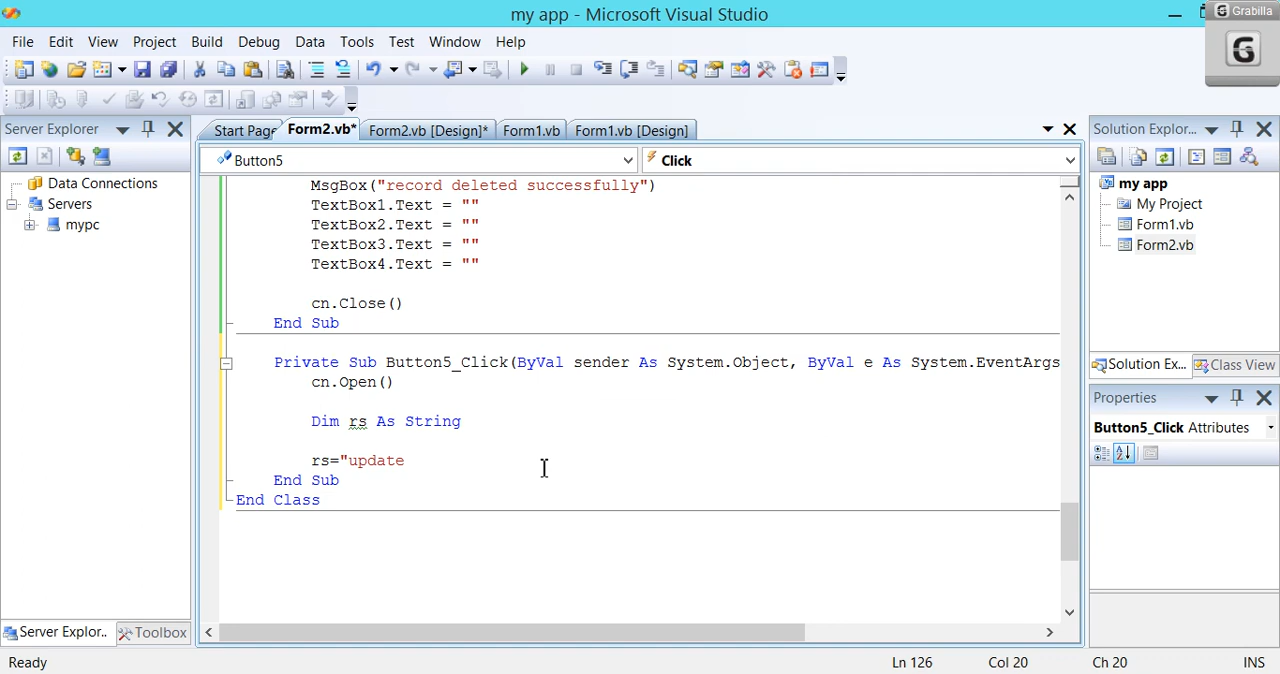 my app - Microsoft Visual Studio
Grabilla
G
File Edit View Project Build Debug Data Tools Test Window Help
Server Explorer
Start Page
Form2.vb*
Form2.vb [Design]*
Form1.vb
Form1.vb [Design]
Solution Explor...
Button5
Click
Data Connections
Servers
mypc
MsgBox("record deleted successfully")
TextBox1.Text = ""
TextBox2.Text = ""
TextBox3.Text = ""
TextBox4.Text = ""
cn.Close()
End Sub
Private Sub Button5_Click(ByVal sender As System.Object, ByVal e As System.EventArgs
cn.Open()
Dim rs As String
rs="update
End Sub
End Class
my app
My Project
Form1.vb
Form2.vb
Solution Ex...
Class View
Properties
Button5_Click Attributes
Server Explor..
Toolbox
Ready
Ln 126
Col 20
Ch 20
INS